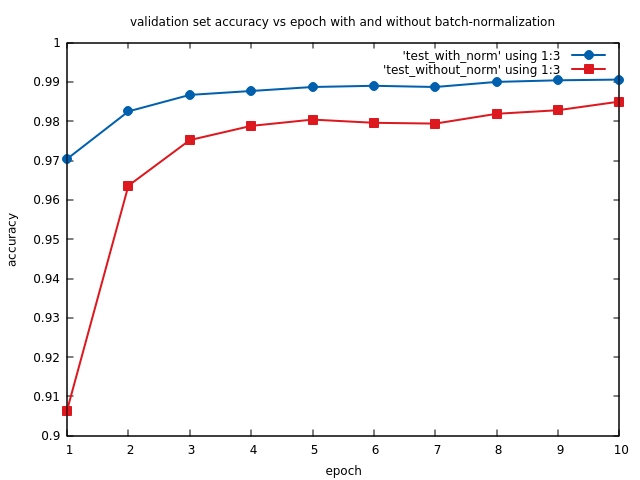 validation set accuracy vs epoch with and without batch-normalization
1
0.99
0.98
0.97
0.96
0.95
0.94
0.93
0.92
0.91
0.9
accuracy
'test_with_norm' using 1:3
'test_without_norm' using 1:3
1 2 3 4 5 6 7 8 9 10
epoch